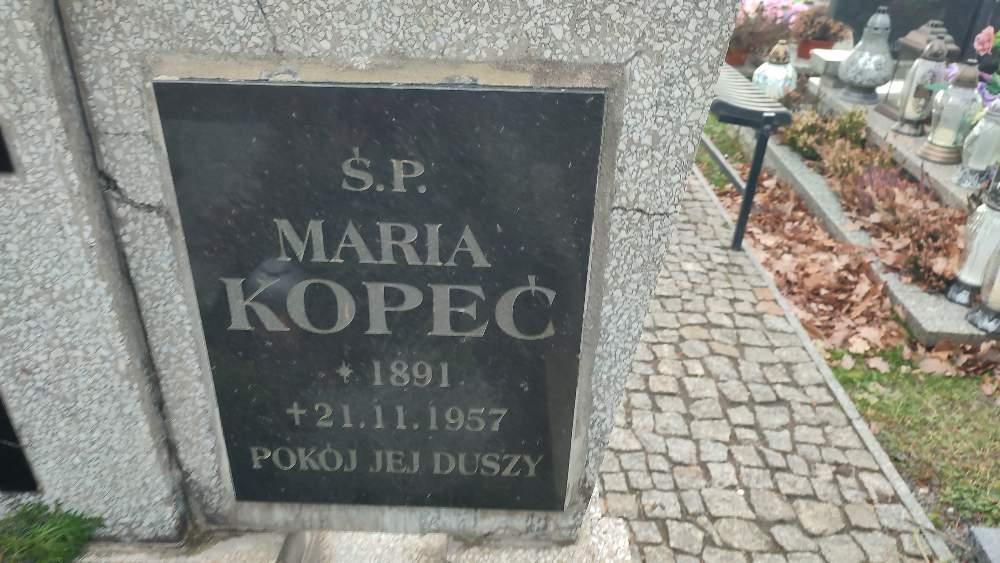 Ś.P.
MARIA
KOPEĆ
* 1891
+ 21.11.1957
POKÓJ JEJ DUSZY